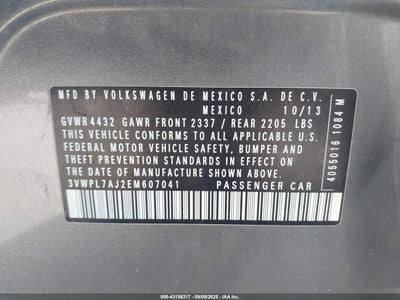 MFD BY VOLKSWAGEN DE MEXICO S.A. DE C.V.
MEXICO 10/13
GVWR 4432 GAWR FRONT 2337 / REAR 2205 LBS
THIS VEHICLE CONFORMS TO ALL APPLICABLE U.S.
FEDERAL MOTOR VEHICLE SAFETY, BUMPER AND
THEFT PREVENTION STANDARDS IN EFFECT ON
THE DATE OF MANUFACTURE SHOWN ABOVE.
3VWPL7AJ2EM607041 PASSENGER CAR
4055016 1084 M
000-43158317 - 09/09/2025 - IAA, Inc.